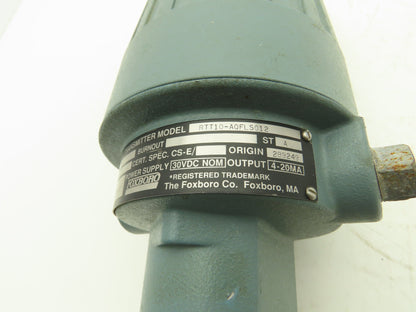 TRANSMITTER MODEL RTT10-AOFLS012
BURNOUT ST A
CERT. SPEC. CS-E/ ORIGIN
POWER SUPPLY 30VDC NOM OUTPUT 4-20MA
FOXBORO *REGISTERED TRADEMARK
The Foxboro Co. Foxboro, MA